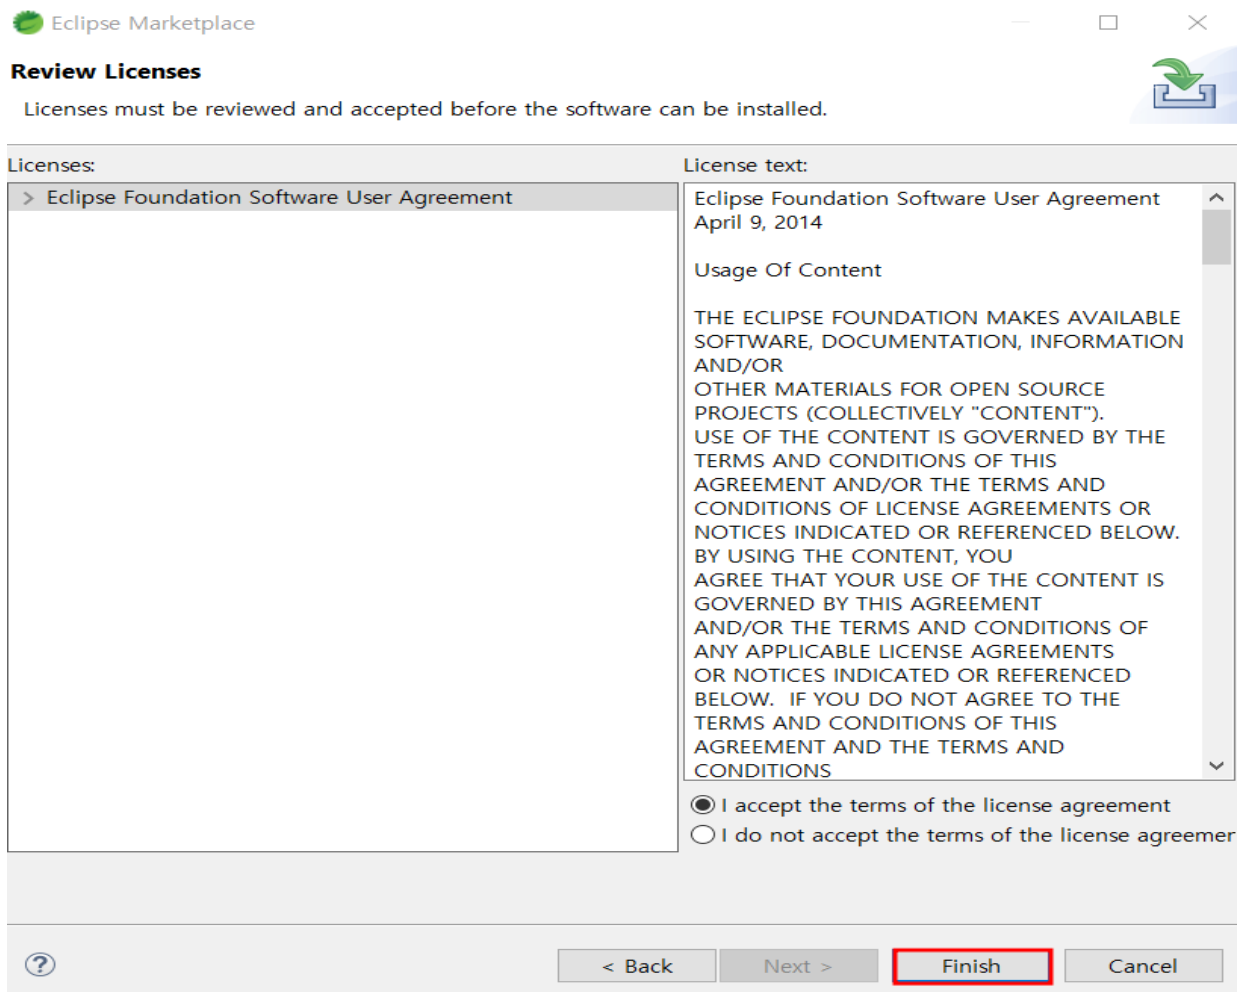 Eclipse Marketplace
Review Licenses
Licenses must be reviewed and accepted before the software can be installed.
Licenses:
Eclipse Foundation Software User Agreement
License text:
Eclipse Foundation Software User Agreement
April 9, 2014
Usage Of Content
THE ECLIPSE FOUNDATION MAKES AVAILABLE
SOFTWARE, DOCUMENTATION, INFORMATION
AND/OR
OTHER MATERIALS FOR OPEN SOURCE
PROJECTS (COLLECTIVELY "CONTENT").
USE OF THE CONTENT IS GOVERNED BY THE
TERMS AND CONDITIONS OF THIS
AGREEMENT AND/OR THE TERMS AND
CONDITIONS OF LICENSE AGREEMENTS OR
NOTICES INDICATED OR REFERENCED BELOW.
BY USING THE CONTENT, YOU
AGREE THAT YOUR USE OF THE CONTENT IS
GOVERNED BY THIS AGREEMENT
AND/OR THE TERMS AND CONDITIONS OF
ANY APPLICABLE LICENSE AGREEMENTS
OR NOTICES INDICATED OR REFERENCED
BELOW.  IF YOU DO NOT AGREE TO THE
TERMS AND CONDITIONS OF THIS
AGREEMENT AND THE TERMS AND
CONDITIONS
I accept the terms of the license agreement
I do not accept the terms of the license agreemer
< Back
Next >
Finish
Cancel